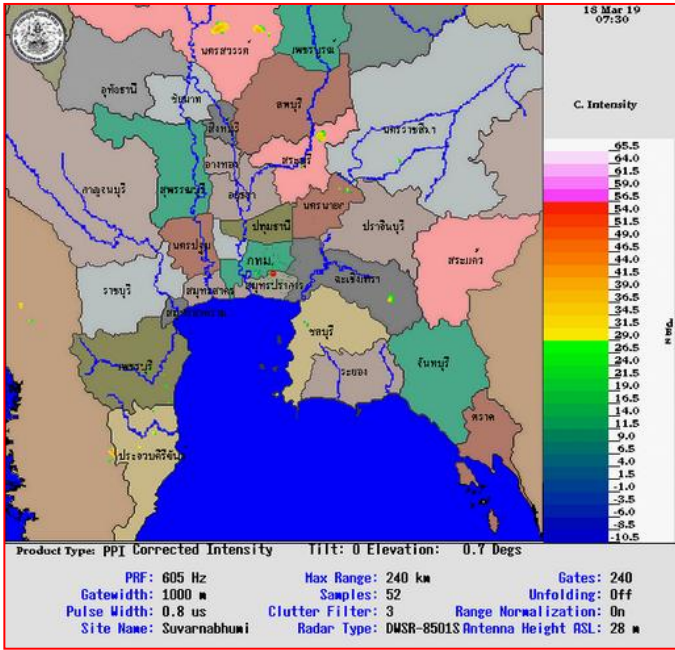 18 Mar 19
07:30
C. Intensity
นครสวรรค์
เพชรบูรณ์
อุทัยธานี
ชัยนาท
ลพบุรี
สิงห์บุรี
นครราชสีมา
อ่างทอง
สระบุรี
กาญจนบุรี
สุพรรณบุรี
อยุธยา
นครนายก
ปทุมธานี
ปราจีนบุรี
นครปฐม
กทม.
สระแก้ว
ราชบุรี
สมุทรสาคร
สมุทรปราการ
ฉะเชิงเทรา
ชลบุรี
เพชรบุรี
ระยอง
จันทบุรี
ตราด
ประจวบคีรีขันธ์
65.5
64.0
61.5
59.0
56.5
54.0
51.5
49.0
46.5
44.0
41.5
39.0
36.5
34.0
31.5
29.0
26.5
24.0
21.5
19.0
16.5
14.0
11.5
9.0
6.5
4.0
1.5
-1.0
-3.5
-6.0
-8.5
-10.5
Product Type: PPI Corrected Intensity Tilt: 0 Elevation: 0.7 Degs
PRF: 605 Hz Max Range: 240 km Gates: 240
Gatewidth: 1000 m Samples: 52 Unfolding: Off
Pulse Width: 0.8 us Clutter Filter: 3 Range Normalization: On
Site Name: Suvarnabhumi Radar Type: DWSR-8501S Antenna Height ASL: 28 m